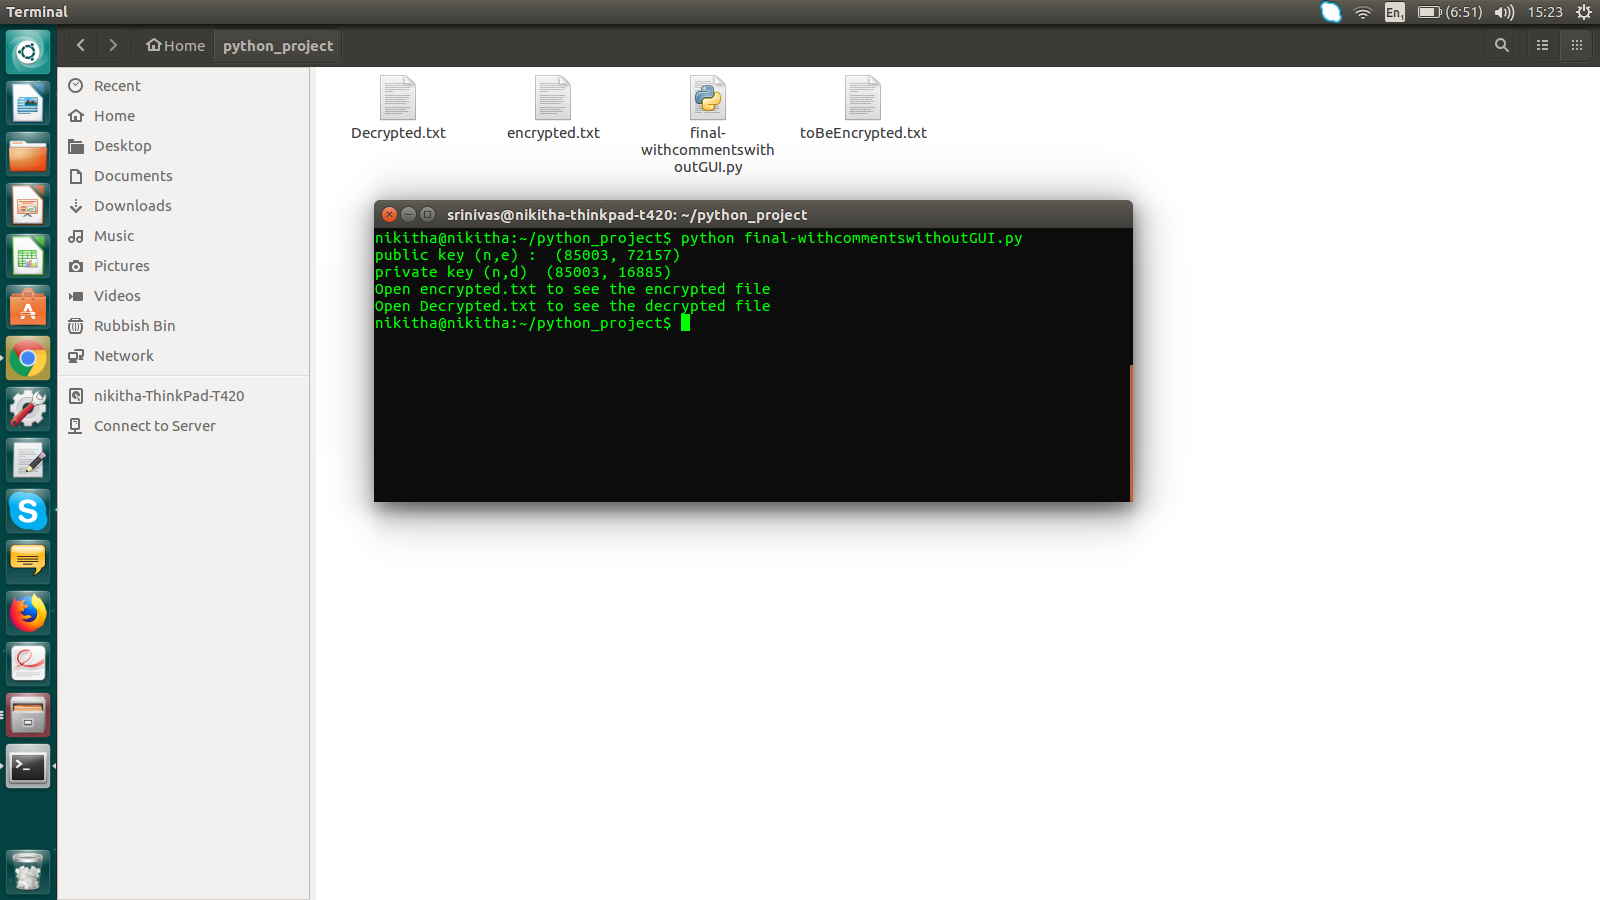 Terminal
En1
(6:51)
15:23
Home
python_project
Recent
Home
Desktop
Documents
Downloads
Music
Pictures
Videos
Rubbish Bin
Network
nikitha-ThinkPad-T420
Connect to Server
Decrypted.txt
encrypted.txt
final-
withcommentswith
outGUI.py
toBeEncrypted.txt
srinivas@nikitha-thinkpad-t420: ~/python_project
nikitha@nikitha:~/python_project$ python final-withcommentswithoutGUI.py
public key (n,e) :  (85003, 72157)
private key (n,d)  (85003, 16885)
Open encrypted.txt to see the encrypted file
Open Decrypted.txt to see the decrypted file
nikitha@nikitha:~/python_project$